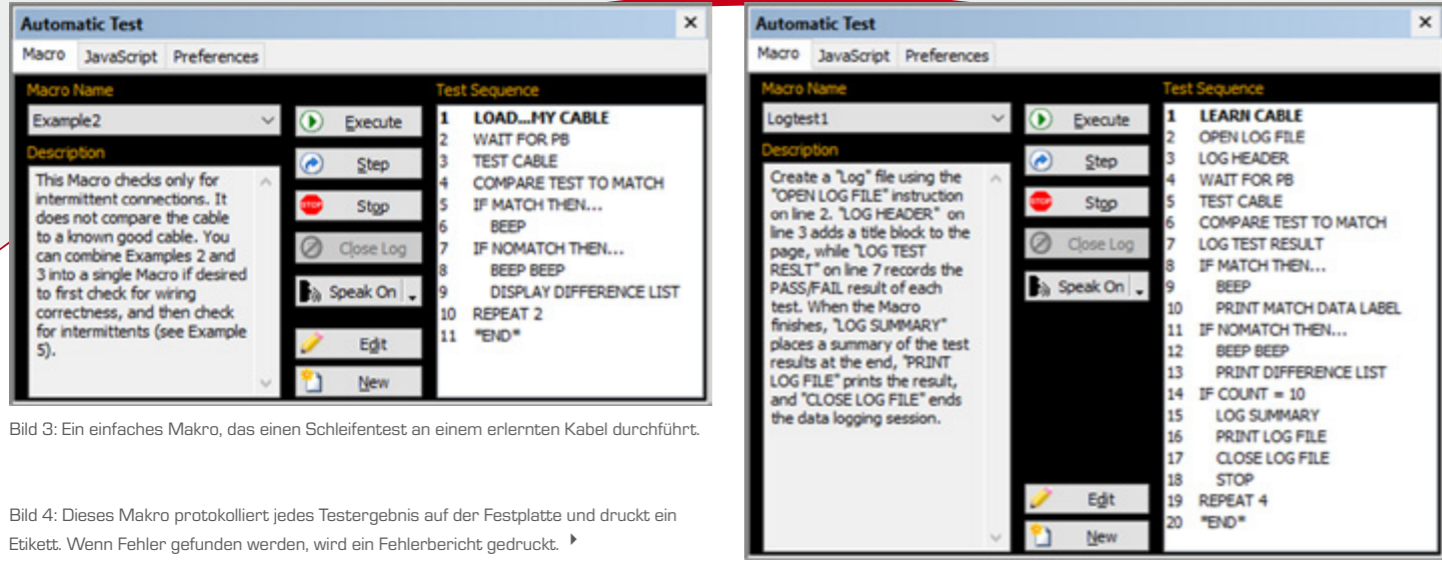 Automatic Test
Macro JavaScript Preferences
Macro Name
Example2
Description
This Macro checks only for
intermittent connections. It
does not compare the cable
to a known good cable. You
can combine Examples 2 and
3 into a single Macro if desired
to first check for wiring
correctness, and then check
for intermittents (see Example
5).
Execute
Step
STOP Stop
Close Log
Speak On
Edit
New
Test Sequence
1 LOAD...MY CABLE
2 WAIT FOR PB
3 TEST CABLE
4 COMPARE TEST TO MATCH
5 IF MATCH THEN...
6 BEEP
7 IF NOMATCH THEN...
8 BEEP BEEP
9 DISPLAY DIFFERENCE LIST
10 REPEAT 2
11 *END*
Bild 3: Ein einfaches Makro, das einen Schleifentest an einem erlernten Kabel durchführt.
Bild 4: Dieses Makro protokolliert jedes Testergebnis auf der Festplatte und druckt ein
Etikett. Wenn Fehler gefunden werden, wird ein Fehlerbericht gedruckt.
Automatic Test
Macro JavaScript Preferences
Macro Name
Logtest1
Description
Create a "Log" file using the
"OPEN LOG FILE" instruction
on line 2. "LOG HEADER" on
line 3 adds a title block to the
page, while "LOG TEST
RESLT" on line 7 records the
PASS/FAIL result of each
test. When the Macro
finishes, "LOG SUMMARY"
places a summary of the test
results at the end, "PRINT
LOG FILE" prints the result,
and "CLOSE LOG FILE" ends
the data logging session.
Execute
Step
STOP Stop
Close Log
Speak On
Edit
New
Test Sequence
1 LEARN CABLE
2 OPEN LOG FILE
3 LOG HEADER
4 WAIT FOR PB
5 TEST CABLE
6 COMPARE TEST TO MATCH
7 LOG TEST RESULT
8 IF MATCH THEN...
9 BEEP
10 PRINT MATCH DATA LABEL
11 IF NOMATCH THEN...
12 BEEP BEEP
13 PRINT DIFFERENCE LIST
14 IF COUNT = 10
15 LOG SUMMARY
16 PRINT LOG FILE
17 CLOSE LOG FILE
18 STOP
19 REPEAT 4
20 *END*